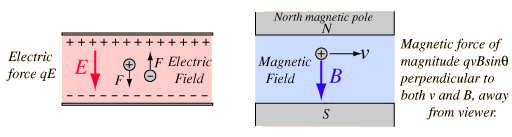 Electric
force qE
+ + + + + + + + + + + + + +
E
+
F
F
−
Electric
Field
− − − − − − − − − − − −
North magnetic pole
N
+
v
Magnetic
Field
B
S
Magnetic force of
magnitude qvBsinθ
perpendicular to
both v and B, away
from viewer.